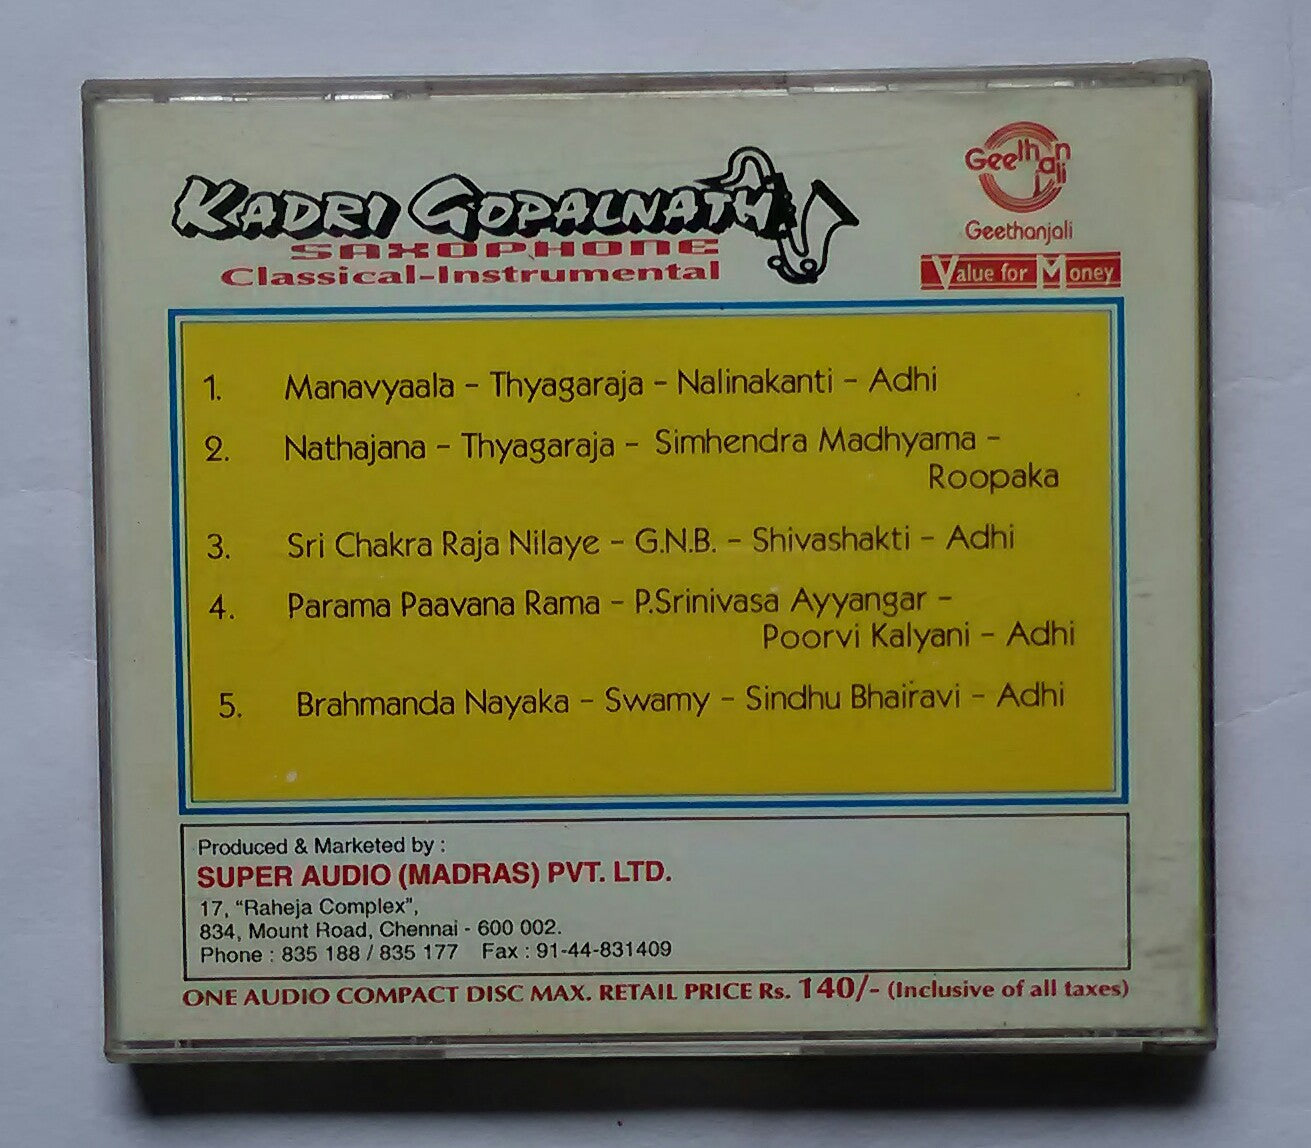 KADRI GOPALNATH
SAXOPHONE
Classical-Instrumental
Geethanjali
Geethanjali
Value for Money
1. Manavyaala - Thyagaraja - Nalinakanti - Adhi
2. Nathajana - Thyagaraja - Simhendra Madhyama -
Roopaka
3. Sri Chakra Raja Nilaye - G.N.B. - Shivashakti - Adhi
4. Parama Paavana Rama - P.Srinivasa Ayyangar -
Poorvi Kalyani - Adhi
5. Brahmanda Nayaka - Swamy - Sindhu Bhairavi - Adhi
Produced & Marketed by :
SUPER AUDIO (MADRAS) PVT. LTD.
17, "Raheja Complex",
834, Mount Road, Chennai - 600 002.
Phone : 835 188 / 835 177 Fax : 91-44-831409
ONE AUDIO COMPACT DISC MAX. RETAIL PRICE Rs. 140/- (Inclusive of all taxes)